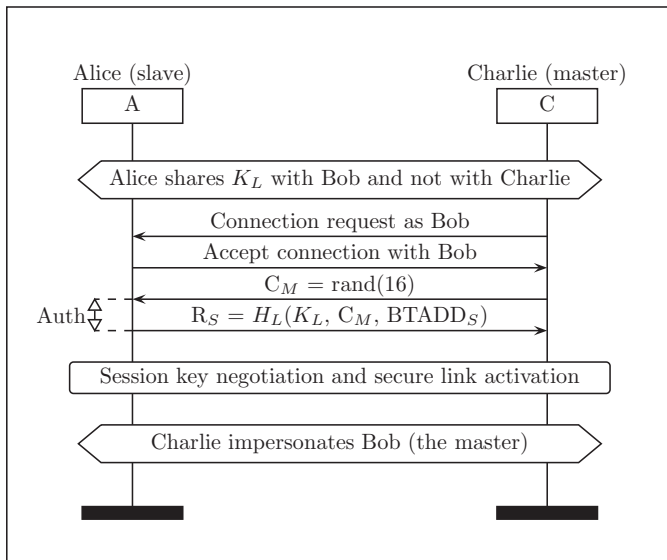 Alice (slave) Charlie (master)
A C
Alice shares K_L with Bob and not with Charlie
Connection request as Bob
Accept connection with Bob
C_M = rand(16)
Auth
R_S = H_L(K_L, C_M, BTADD_S)
Session key negotiation and secure link activation
Charlie impersonates Bob (the master)